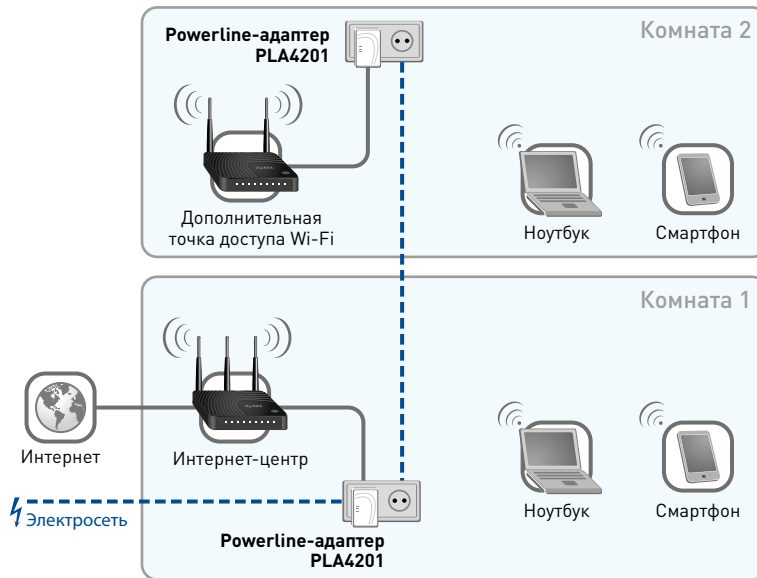 Powerline-адаптер
PLA4201
Комната 2
Дополнительная
точка доступа Wi-Fi
Ноутбук
Смартфон
Комната 1
Интернет
Интернет-центр
Ноутбук
Смартфон
Электросеть
Powerline-адаптер
PLA4201